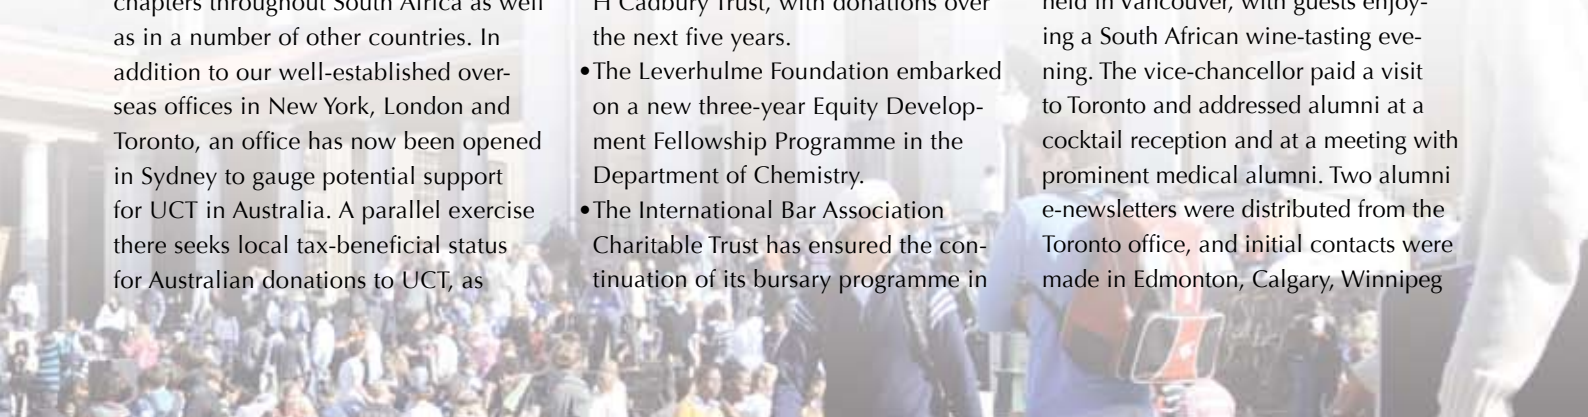 chapters throughout South Africa as well
as in a number of other countries. In
addition to our well-established over-
seas offices in New York, London and
Toronto, an office has now been opened
in Sydney to gauge potential support
for UCT in Australia. A parallel exercise
there seeks local tax-beneficial status
for Australian donations to UCT, as
H Cadbury Trust, with donations over
the next five years.
•The Leverhulme Foundation embarked
on a new three-year Equity Develop-
ment Fellowship Programme in the
Department of Chemistry.
•The International Bar Association
Charitable Trust has ensured the con-
tinuation of its bursary programme in
held in Vancouver, with guests enjoy-
ing a South African wine-tasting eve-
ning. The vice-chancellor paid a visit
to Toronto and addressed alumni at a
cocktail reception and at a meeting with
prominent medical alumni. Two alumni
e-newsletters were distributed from the
Toronto office, and initial contacts were
made in Edmonton, Calgary, Winnipeg